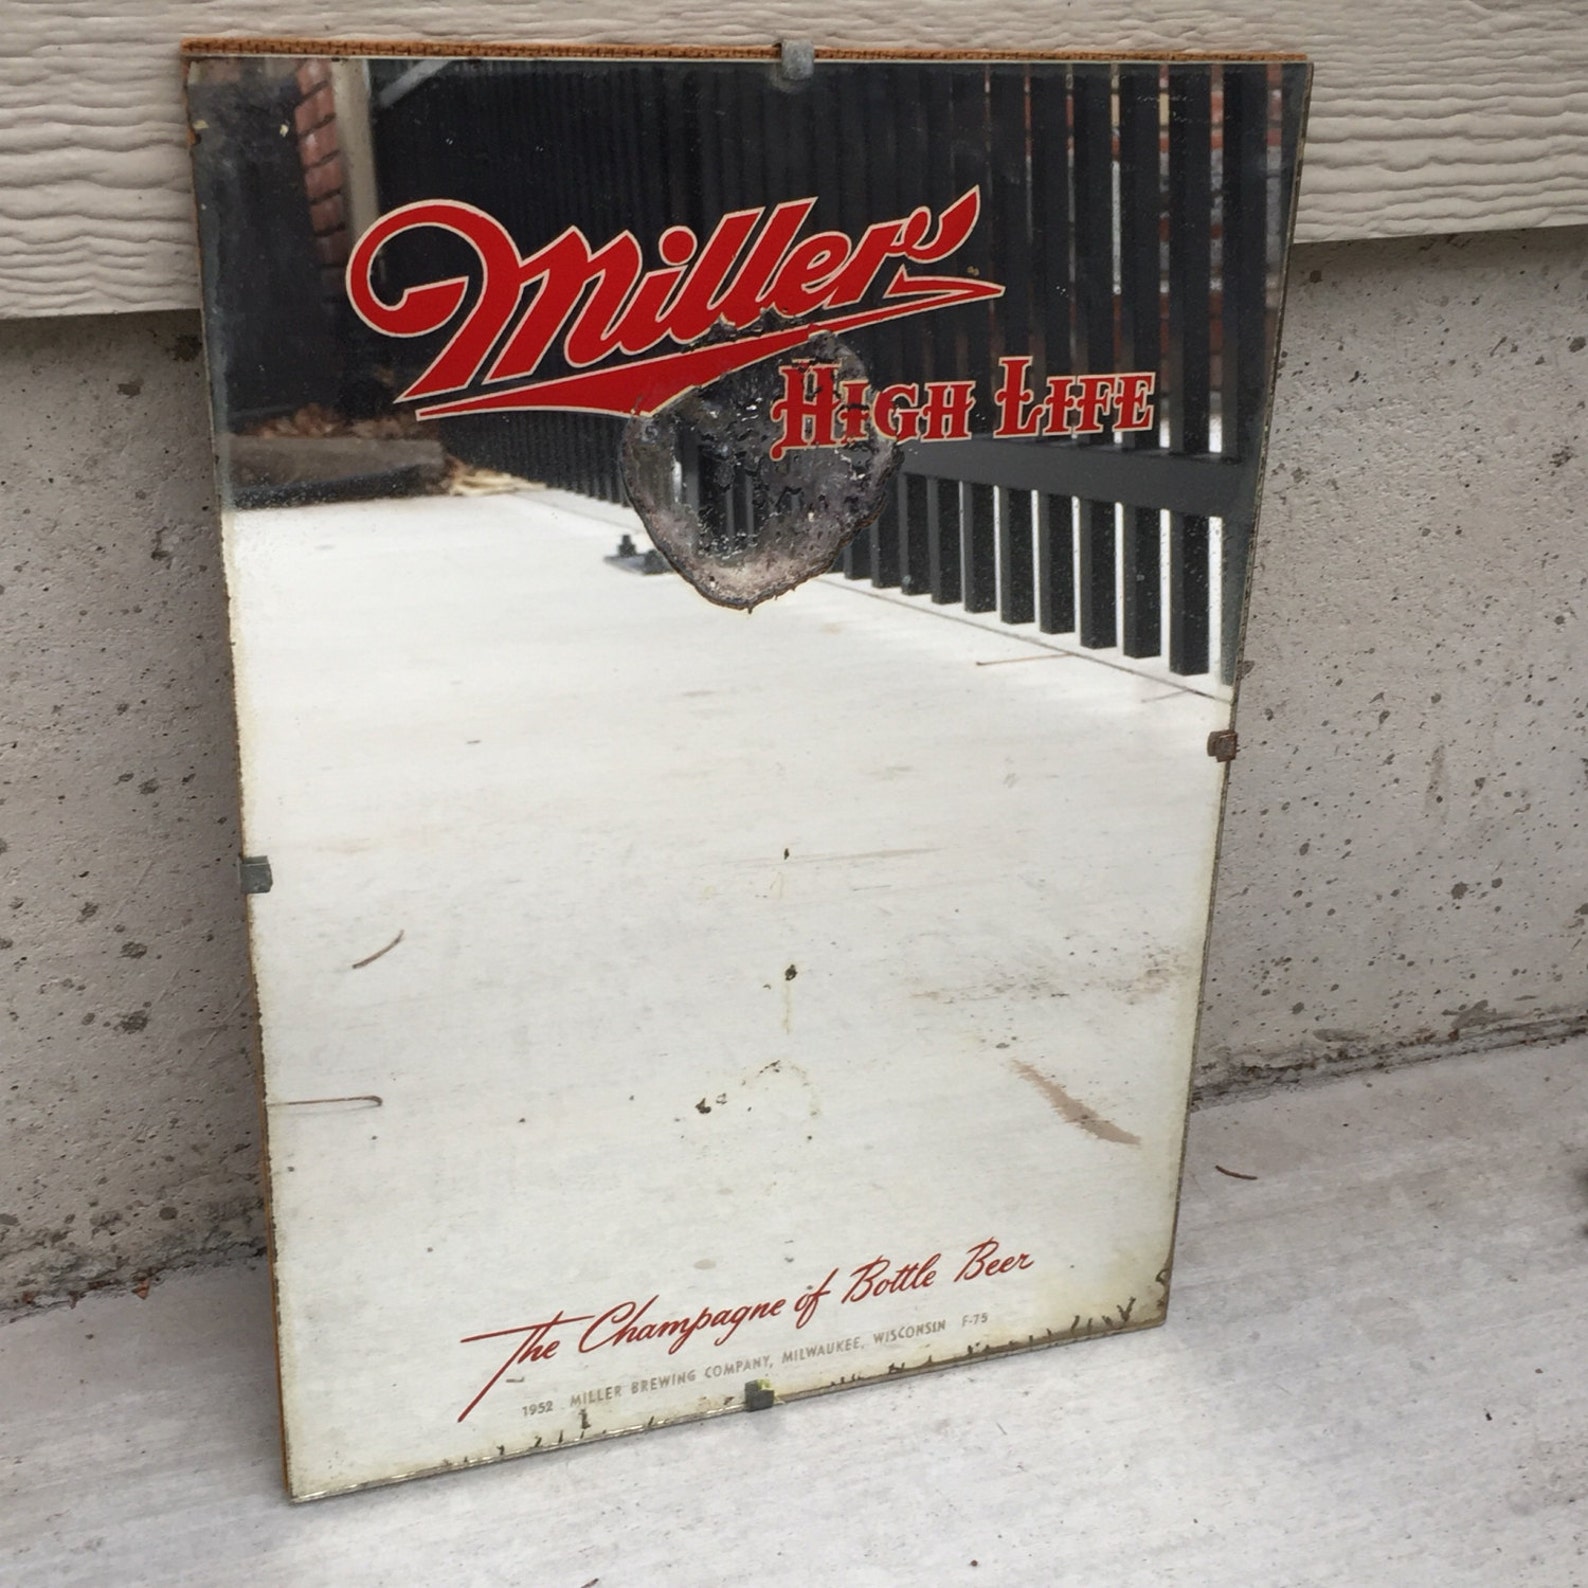 Miller
High Life
The Champagne of Bottle Beer
1952 MILLER BREWING COMPANY, MILWAUKEE, WISCONSIN F-75